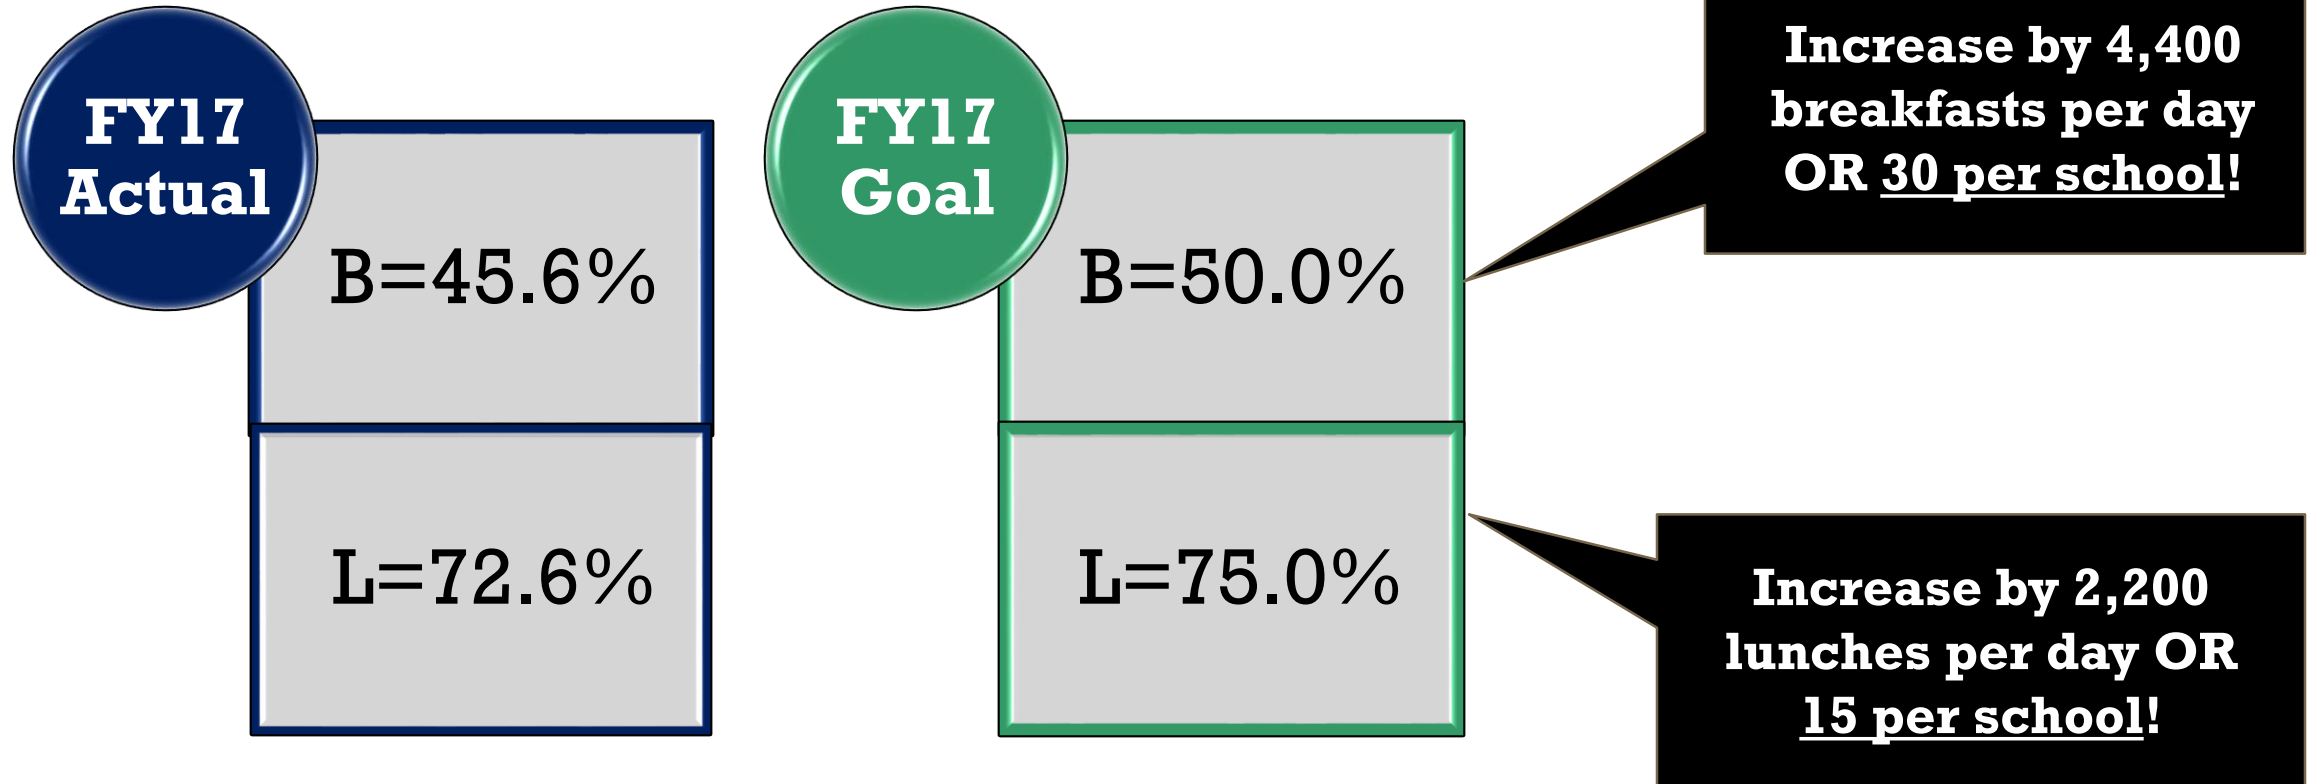 FY17
Actual
B=45.6%
L=72.6%
FY17
Goal
B=50.0%
L=75.0%
Increase by 4,400
breakfasts per day
OR 30 per school!
Increase by 2,200
lunches per day OR
15 per school!